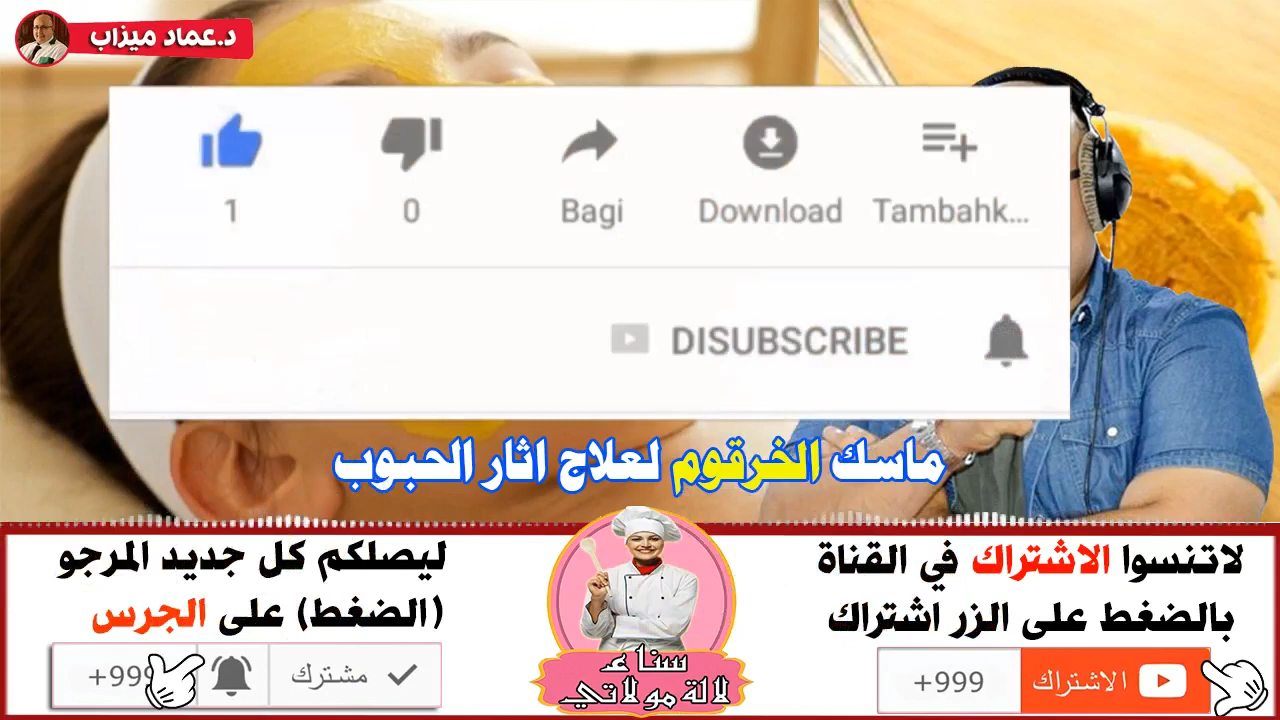 د.عماد ميزاب
1
0
Bagi
Download
Tambahk...
DISUBSCRIBE
ماسك الخرقوم لعلاج اثار الحبوب
لاتنسوا الاشتراك في القناة
بالضغط على الزر اشتراك
الاشتراك
+999
ليصلكم كل جديد المرجو
(الضغط) على الجرس
مشترك
+999
سناء
لالة مولاتي